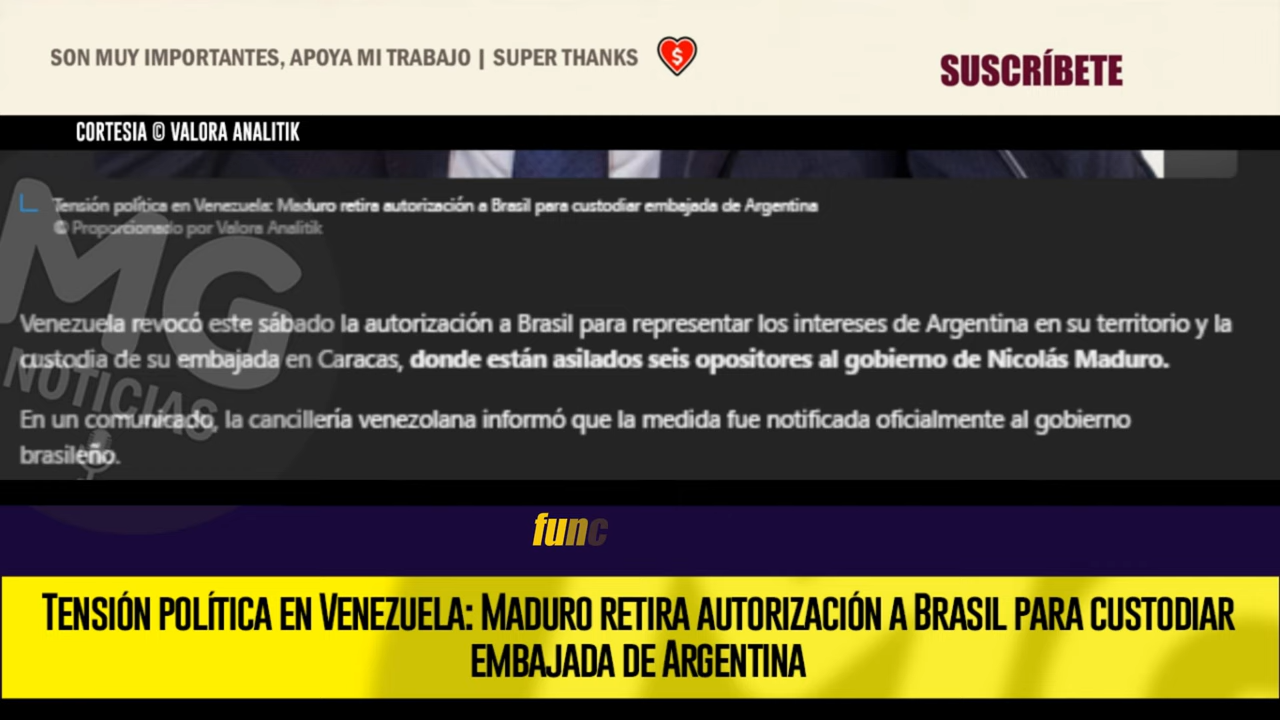 SON MUY IMPORTANTES, APOYA MI TRABAJO | SUPER THANKS
SUSCRÍBETE
CORTESIA © VALORA ANALITIK
Tensión política en Venezuela: Maduro retira autorización a Brasil para custodiar embajada de Argentina
© Proporcionado por Valora Analitik
Venezuela revocó este sábado la autorización a Brasil para representar los intereses de Argentina en su territorio y la
custodia de su embajada en Caracas, donde están asilados seis opositores al gobierno de Nicolás Maduro.
En un comunicado, la cancillería venezolana informó que la medida fue notificada oficialmente al gobierno
brasileño.
MG
NOTICIAS
func
TENSIÓN POLÍTICA EN VENEZUELA: MADURO RETIRA AUTORIZACIÓN A BRASIL PARA CUSTODIAR
EMBAJADA DE ARGENTINA